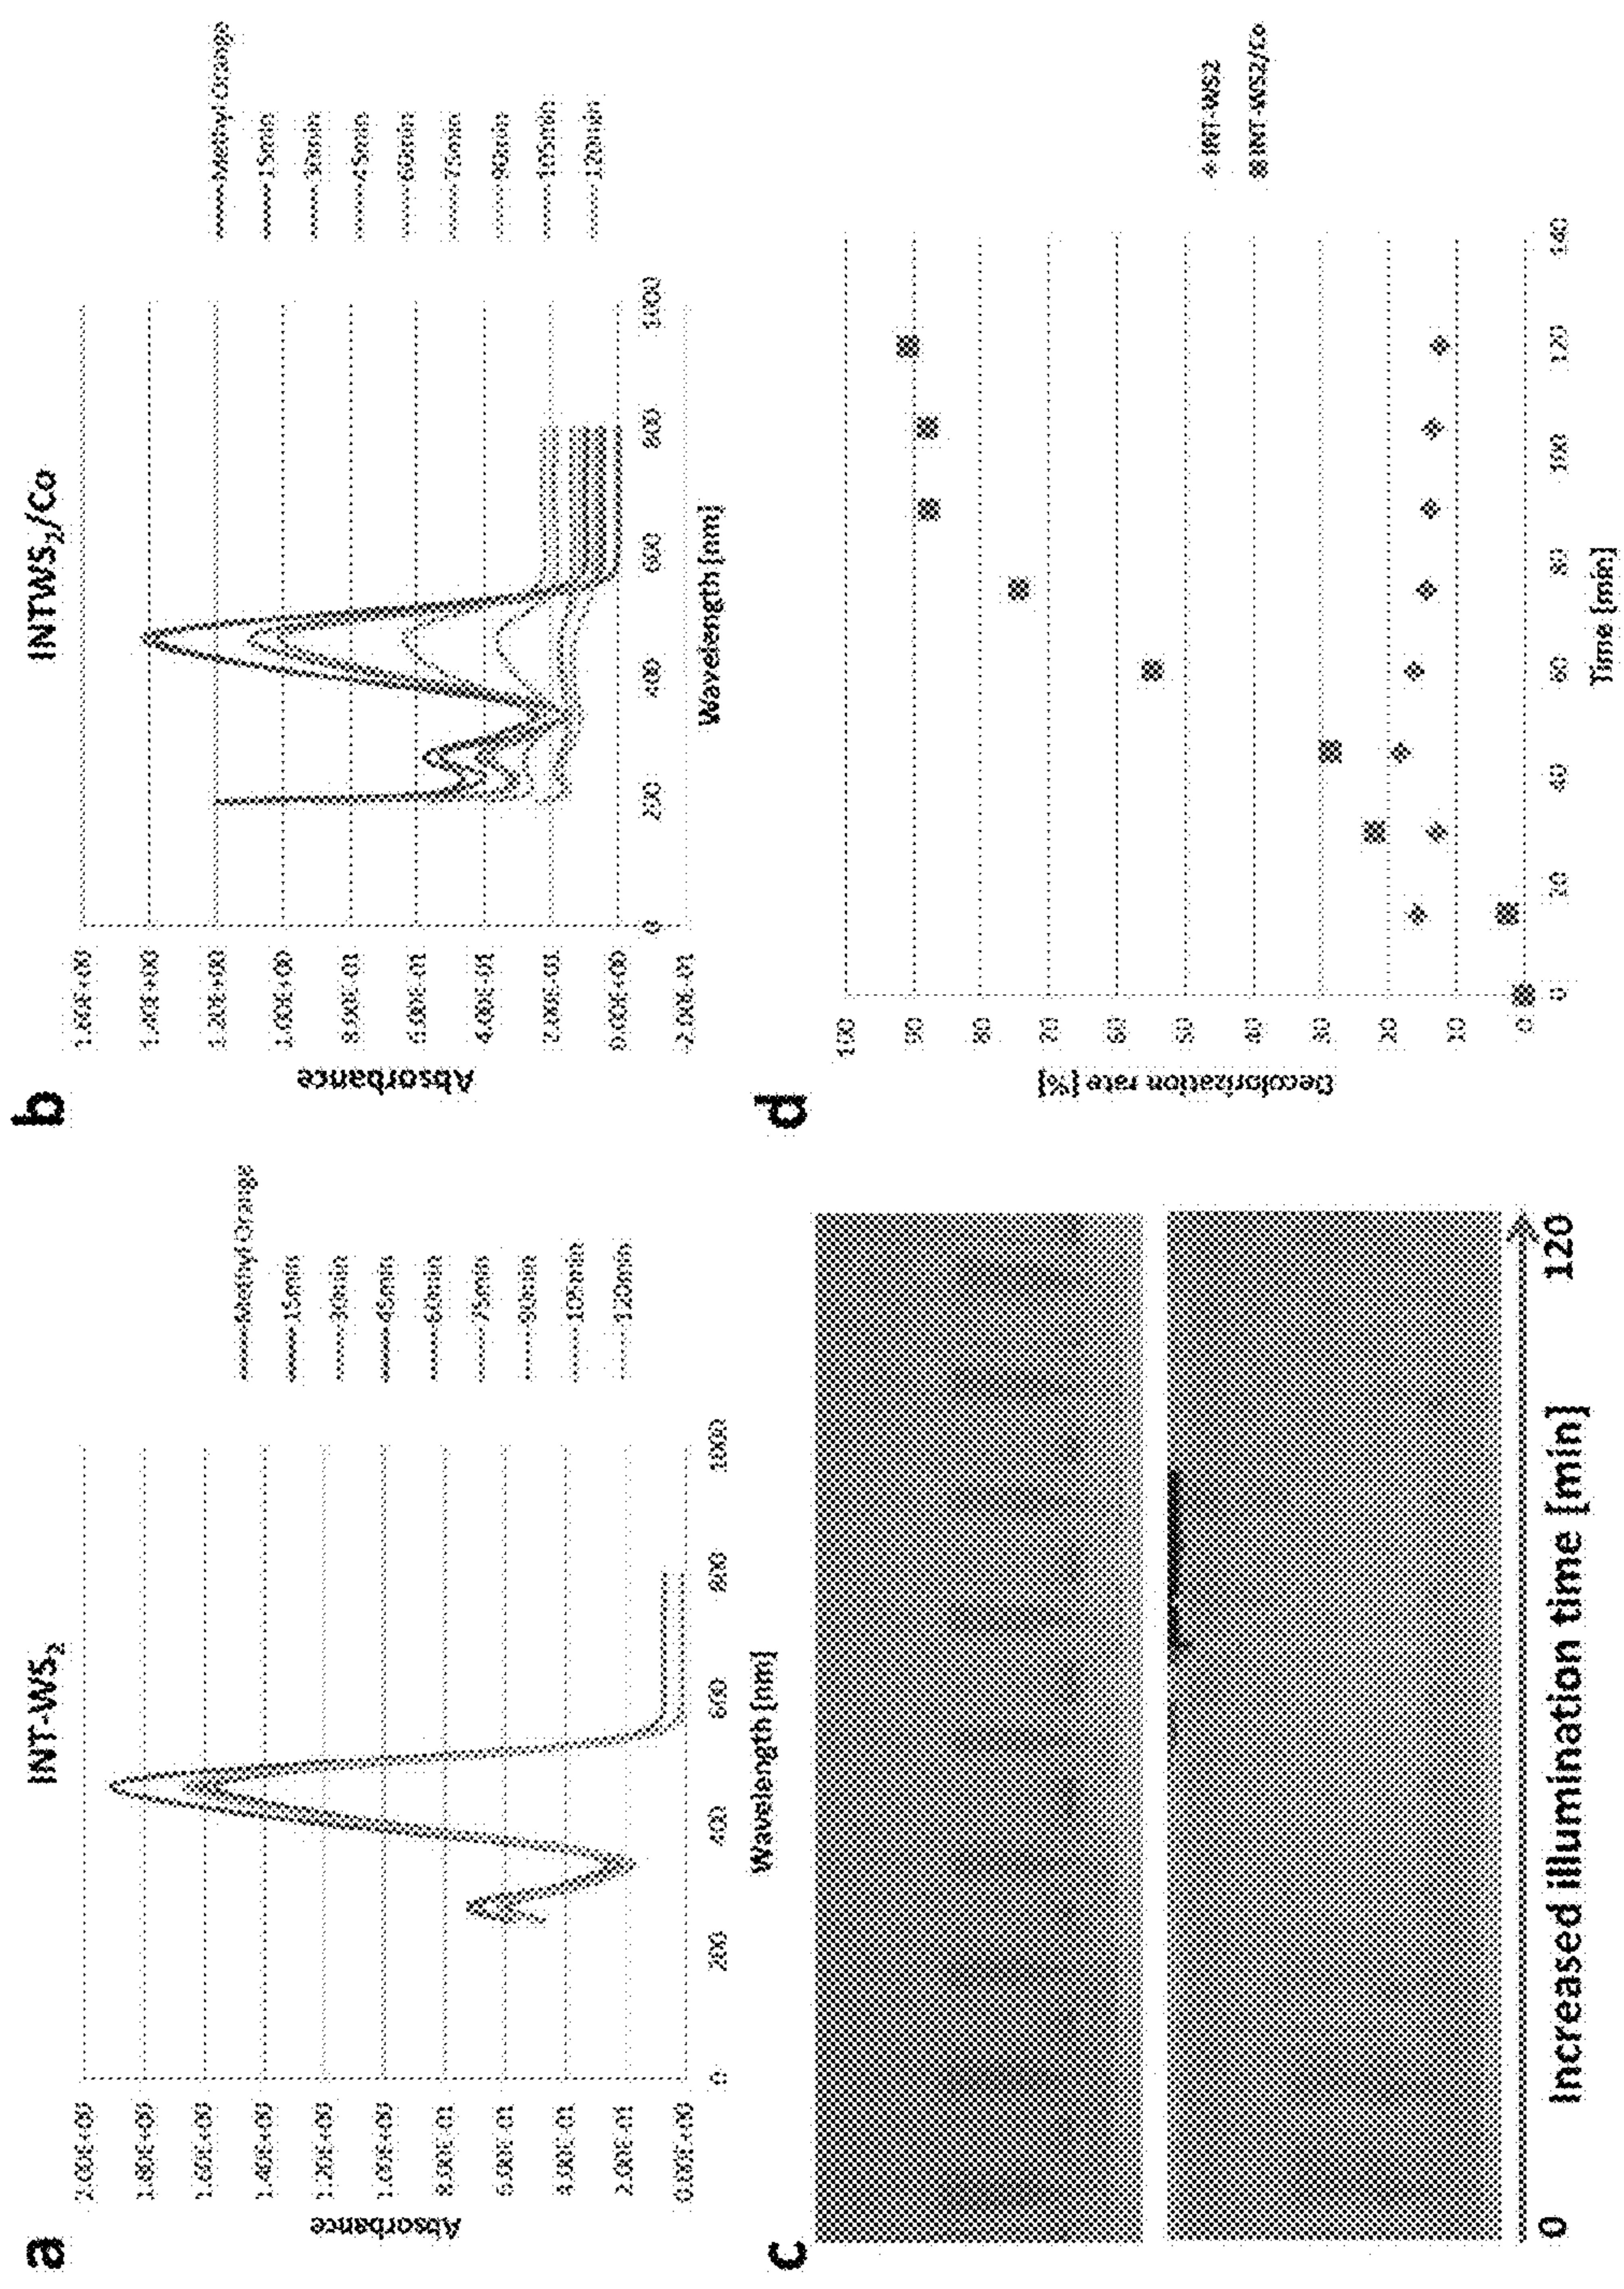 a
INT-WS₂
Absorbance
2.00E+00
1.80E+00
1.60E+00
1.40E+00
1.20E+00
1.00E+00
8.00E-01
6.00E-01
4.00E-01
2.00E-01
0.00E+00
0
200
400
600
800
1000
Wavelength [nm]
Methyl Orange
15min
30min
45min
60min
75min
90min
105min
120min
b
INTWS₂/Co
Absorbance
1.60E+00
1.40E+00
1.20E+00
1.00E+00
8.00E-01
6.00E-01
4.00E-01
2.00E-01
0.00E+00
-2.00E-01
0
200
400
600
800
1000
Wavelength [nm]
Methyl Orange
15min
30min
45min
60min
75min
90min
105min
120min
c
0
120
Increased illumination time [min]
d
Decolorization rate [%]
100
90
80
70
60
50
40
30
20
10
0
0
20
40
60
80
100
120
140
Time [min]
INT-WS2
INT-WS2/Co